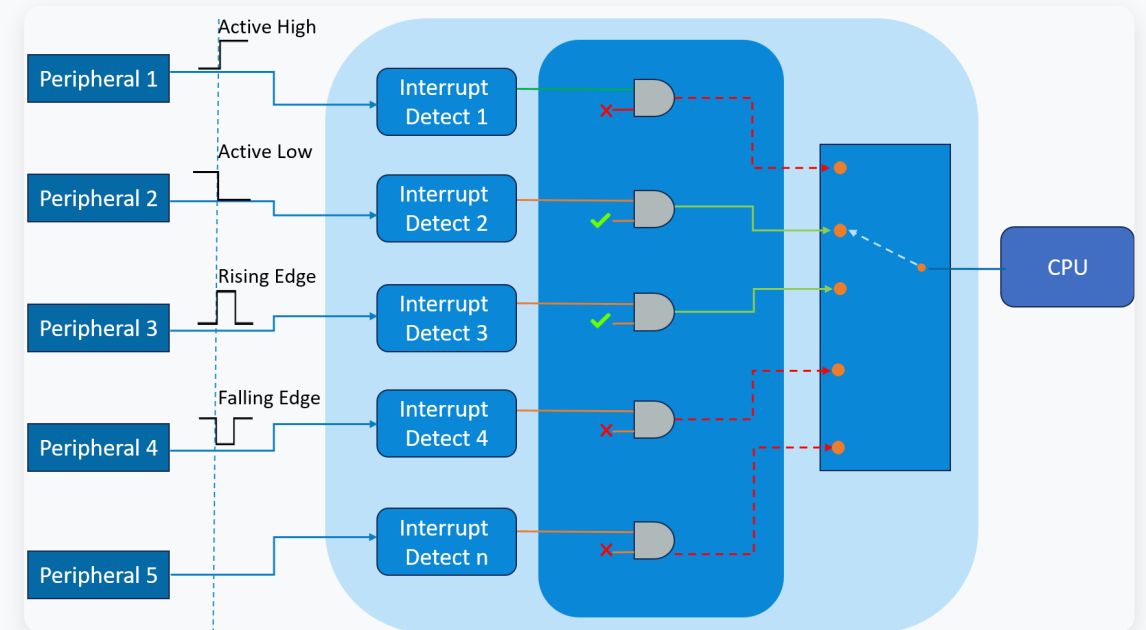 Active High
Peripheral 1
Interrupt
Detect 1
Active Low
Peripheral 2
Interrupt
Detect 2
Rising Edge
Peripheral 3
Interrupt
Detect 3
CPU
Falling Edge
Peripheral 4
Interrupt
Detect 4
Peripheral 5
Interrupt
Detect n